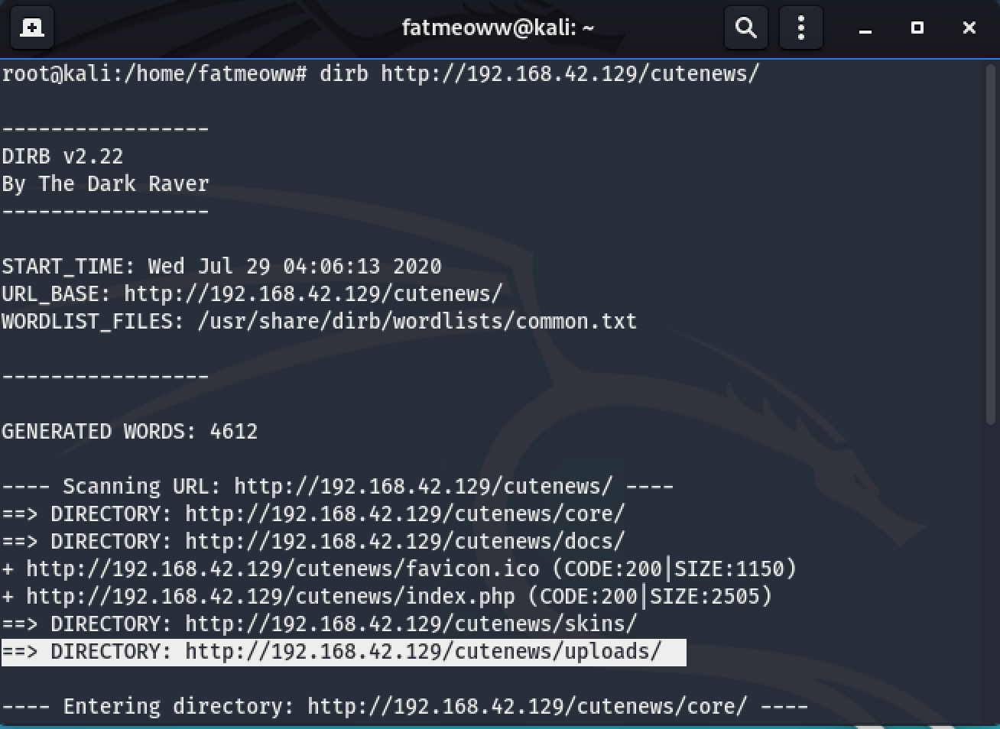 fatmeoww@kali: ~
root@kali:/home/fatmeoww# dirb http://192.168.42.129/cutenews/
-----------------
DIRB v2.22
By The Dark Raver
-----------------
START_TIME: Wed Jul 29 04:06:13 2020
URL_BASE: http://192.168.42.129/cutenews/
WORDLIST_FILES: /usr/share/dirb/wordlists/common.txt
-----------------
GENERATED WORDS: 4612
---- Scanning URL: http://192.168.42.129/cutenews/ ----
==> DIRECTORY: http://192.168.42.129/cutenews/core/
==> DIRECTORY: http://192.168.42.129/cutenews/docs/
+ http://192.168.42.129/cutenews/favicon.ico (CODE:200|SIZE:1150)
+ http://192.168.42.129/cutenews/index.php (CODE:200|SIZE:2505)
==> DIRECTORY: http://192.168.42.129/cutenews/skins/
==> DIRECTORY: http://192.168.42.129/cutenews/uploads/
---- Entering directory: http://192.168.42.129/cutenews/core/ ----